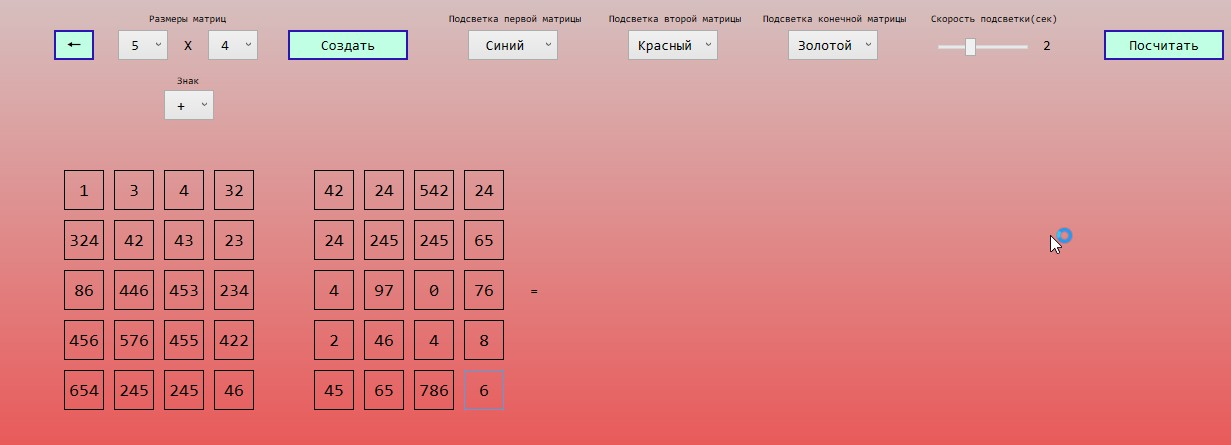 Размеры матриц Подсветка первой матрицы Подсветка второй матрицы Подсветка конечной матрицы Скорость подсветки(сек)
← 5 X 4 Создать Синий Красный Золотой 2 Посчитать
Знак
+
1 3 4 32 42 24 542 24
324 42 43 23 24 245 245 65
86 446 453 234 4 97 0 76 =
456 576 455 422 2 46 4 8
654 245 245 46 45 65 786 6